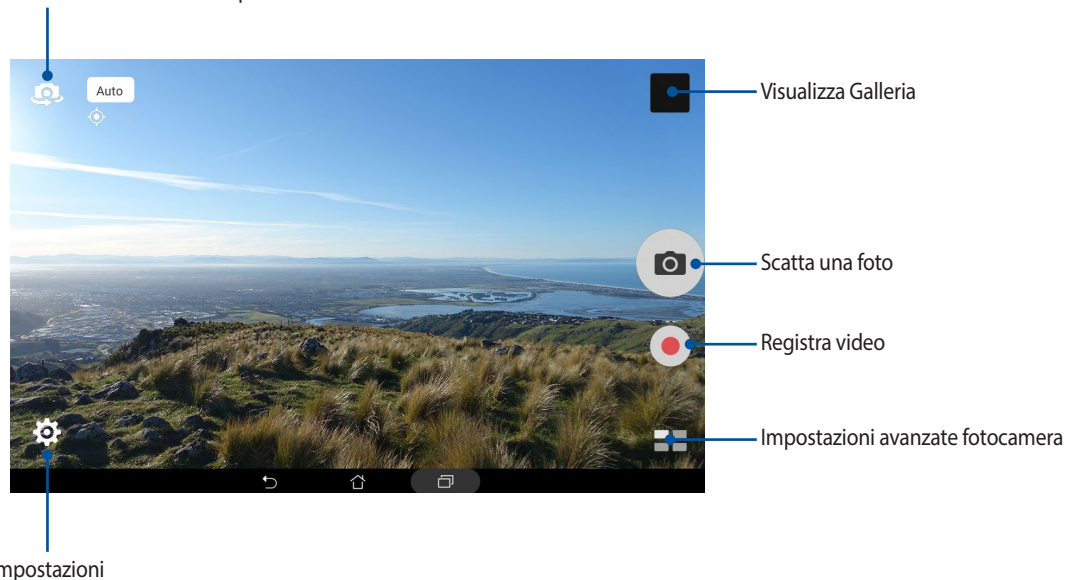 Auto
Visualizza Galleria
Scatta una foto
Registra video
Impostazioni avanzate fotocamera
mpostazioni